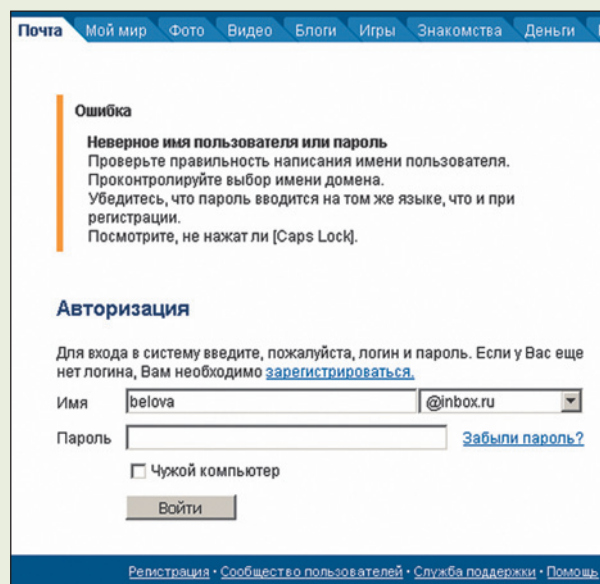 Почта Мой мир Фото Видео Блоги Игры Знакомства Деньги
Ошибка
Неверное имя пользователя или пароль
Проверьте правильность написания имени пользователя.
Проконтролируйте выбор имени домена.
Убедитесь, что пароль вводится на том же языке, что и при
регистрации.
Посмотрите, не нажат ли [Caps Lock].
Авторизация
Для входа в систему введите, пожалуйста, логин и пароль. Если у Вас еще
нет логина, Вам необходимо зарегистрироваться.
Имя belova @inbox.ru
Пароль Забыли пароль?
Чужой компьютер
Войти
Регистрация · Сообщество пользователей · Служба поддержки · Помощь